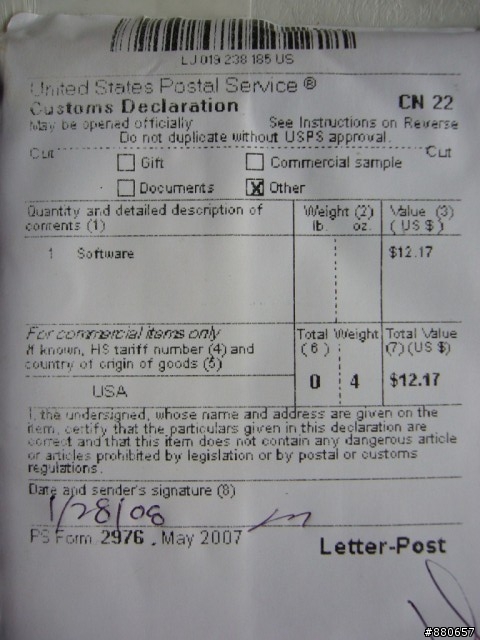 LJ 019 238 185 US
United States Postal Service ®
Customs Declaration CN 22
May be opened officially See Instructions on Reverse
Do not duplicate without USPS approval.
Cut Cut
Gift Commercial sample
Documents X Other
Quantity and detailed description of contents (1) Weight (2) lb. oz. Value (3) (US $)
1 Software $12.17
For commercial items only
If known, HS tariff number (4) and country of origin of goods (5) Total Weight (6) Total Value (7) (US $)
USA 0 4 $12.17
I, the undersigned, whose name and address are given on the
item, certify that the particulars given in this declaration are
correct and that this item does not contain any dangerous article
or articles prohibited by legislation or by postal or customs
regulations.
Date and sender's signature (8)
1/28/08
PS Form 2976, May 2007 Letter-Post
#880657